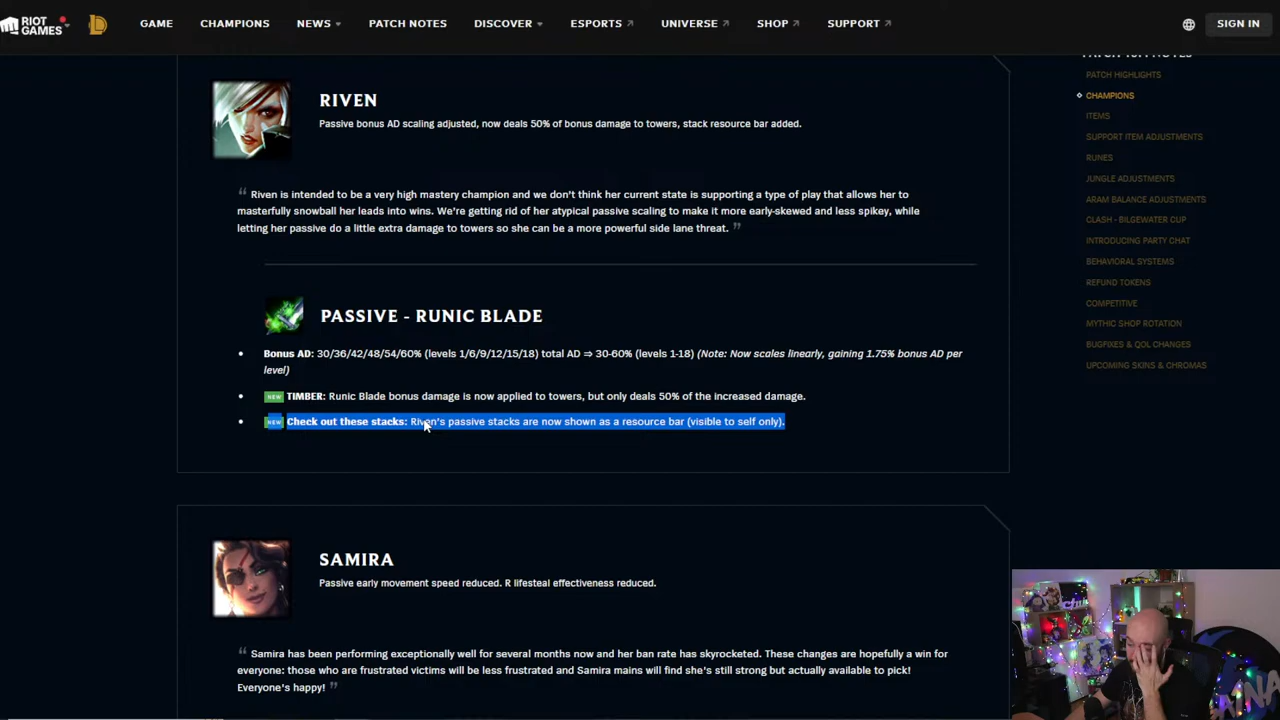 RIOT GAMES
GAME
CHAMPIONS
NEWS
PATCH NOTES
DISCOVER
ESPORTS
UNIVERSE
SHOP
SUPPORT
SIGN IN
RIVEN
Passive bonus AD scaling adjusted, now deals 50% of bonus damage to towers, stack resource bar added.
Riven is intended to be a very high mastery champion and we don't think her current state is supporting a type of play that allows her to
masterfully snowball her leads into wins. We're getting rid of her atypical passive scaling to make it more early-skewed and less spikey, while
letting her passive do a little extra damage to towers so she can be a more powerful side lane threat.
PASSIVE - RUNIC BLADE
Bonus AD: 30/36/42/48/54/60% (levels 1/6/9/12/15/18) total AD ⇒ 30-60% (levels 1-18) (Note: Now scales linearly, gaining 1.75% bonus AD per
level)
NEW TIMBER: Runic Blade bonus damage is now applied to towers, but only deals 50% of the increased damage.
NEW Check out these stacks: Riven's passive stacks are now shown as a resource bar (visible to self only).
SAMIRA
Passive early movement speed reduced. R lifesteal effectiveness reduced.
Samira has been performing exceptionally well for several months now and her ban rate has skyrocketed. These changes are hopefully a win for
everyone: those who are frustrated victims will be less frustrated and Samira mains will find she's still strong but actually available to pick!
Everyone's happy!
PATCH HIGHLIGHTS
CHAMPIONS
ITEMS
SUPPORT ITEM ADJUSTMENTS
RUNES
JUNGLE ADJUSTMENTS
ARAM BALANCE ADJUSTMENTS
CLASH - BILGEWATER CUP
INTRODUCING PARTY CHAT
BEHAVIORAL SYSTEMS
REFUND TOKENS
COMPETITIVE
MYTHIC SHOP ROTATION
BUGFIXES & QOL CHANGES
UPCOMING SKINS & CHROMAS